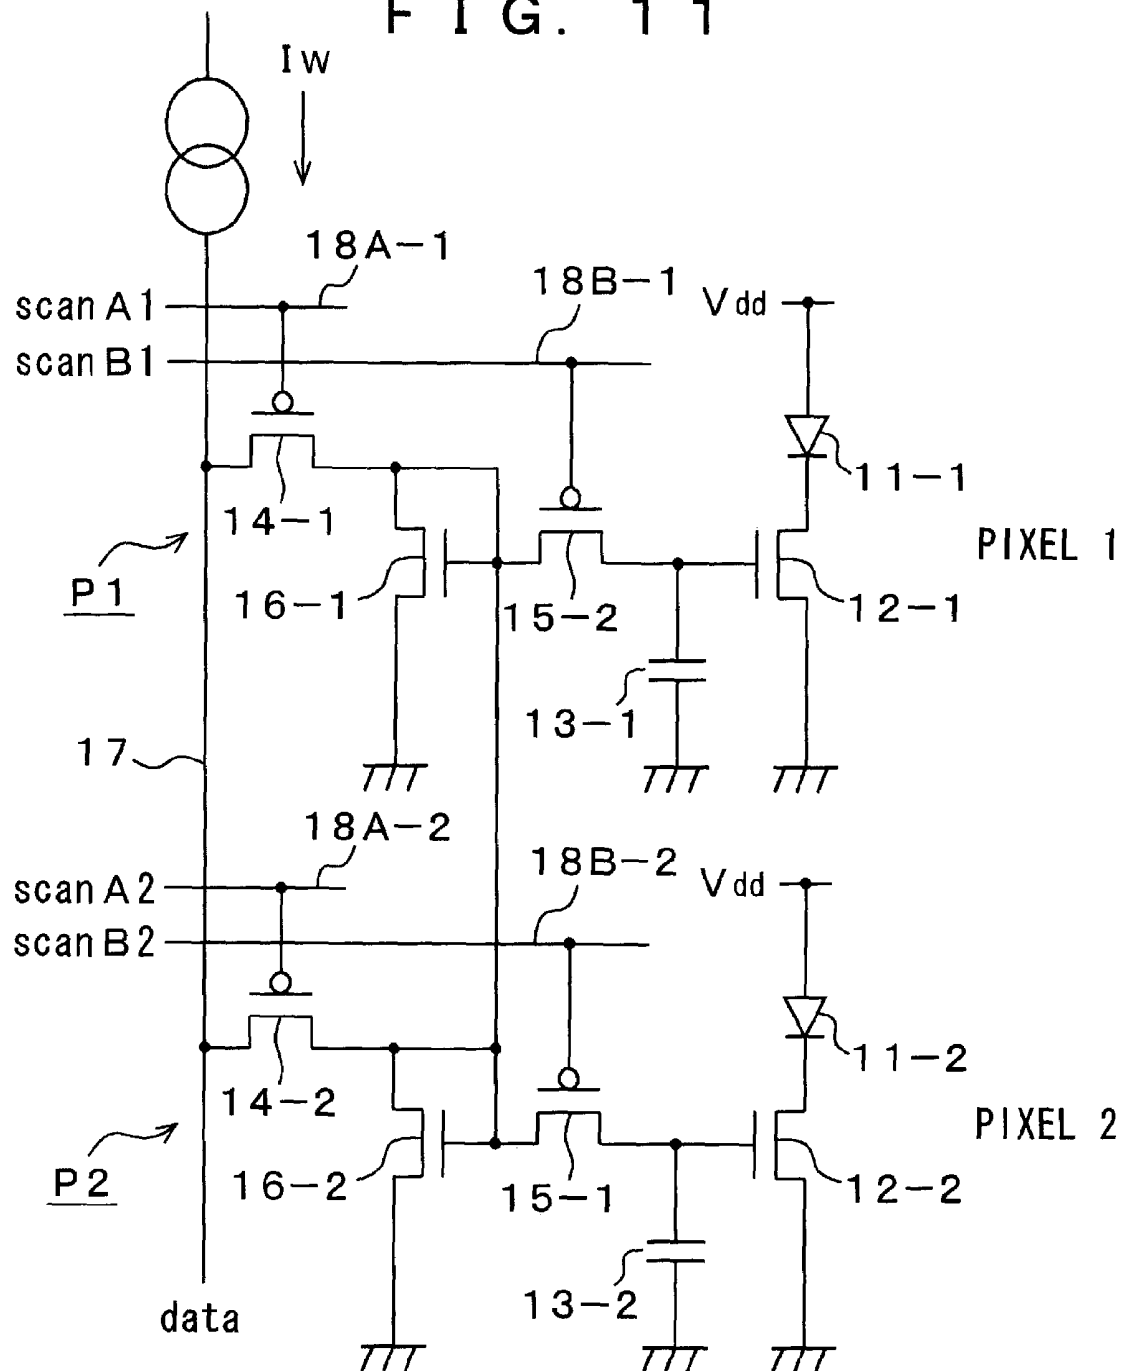 FIG. 11
Iw
18A-1
18B-1
scan A1
Vdd
scan B1
11-1
14-1
PIXEL 1
P1
16-1
15-2
12-1
13-1
17
18A-2
18B-2
scan A2
Vdd
scan B2
11-2
14-2
PIXEL 2
P2
16-2
15-1
12-2
13-2
data